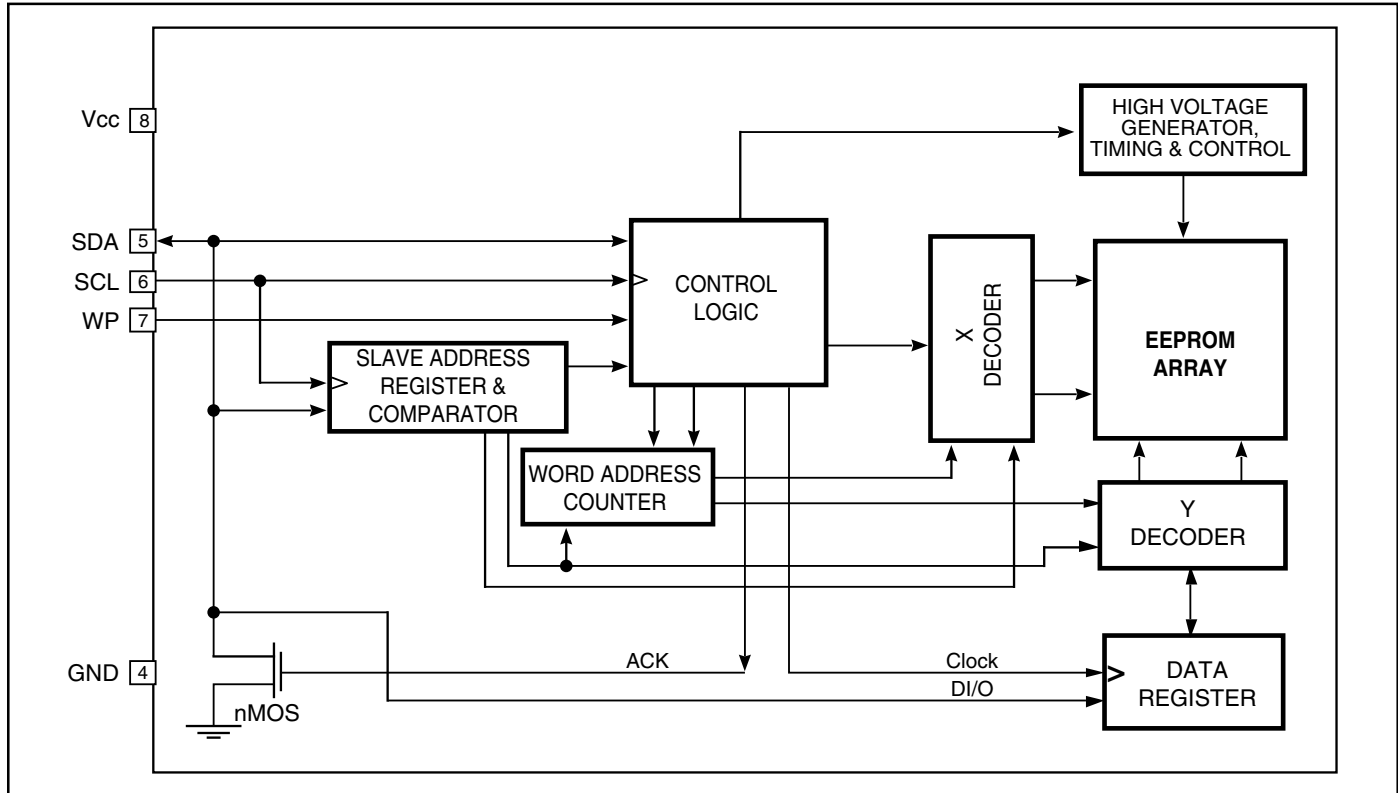 Vcc 8
HIGH VOLTAGE
GENERATOR,
TIMING & CONTROL
SDA 5
SCL 6
WP 7
CONTROL
LOGIC
X
DECODER
EEPROM
ARRAY
SLAVE ADDRESS
REGISTER &
COMPARATOR
WORD ADDRESS
COUNTER
Y
DECODER
GND 4
nMOS
ACK
Clock
DI/O
DATA
REGISTER